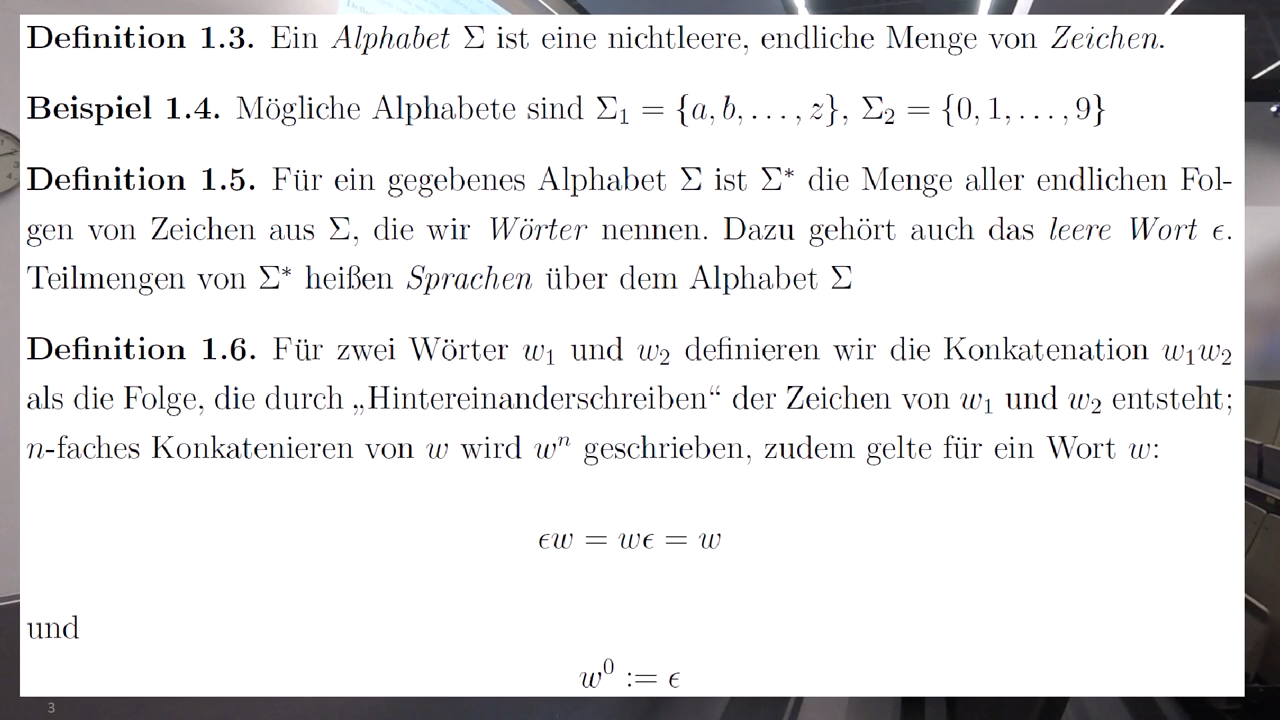 Definition 1.3. Ein Alphabet Σ ist eine nichtleere, endliche Menge von Zeichen.
Beispiel 1.4. Mögliche Alphabete sind Σ₁ = {a, b, . . . , z}, Σ₂ = {0, 1, . . . , 9}
Definition 1.5. Für ein gegebenes Alphabet Σ ist Σ* die Menge aller endlichen Fol-
gen von Zeichen aus Σ, die wir Wörter nennen. Dazu gehört auch das leere Wort ϵ.
Teilmengen von Σ* heißen Sprachen über dem Alphabet Σ
Definition 1.6. Für zwei Wörter w₁ und w₂ definieren wir die Konkatenation w₁w₂
als die Folge, die durch „Hintereinanderschreiben“ der Zeichen von w₁ und w₂ entsteht;
n-faches Konkatenieren von w wird wⁿ geschrieben, zudem gelte für ein Wort w:
ϵw = wϵ = w
und
w⁰ := ϵ
3